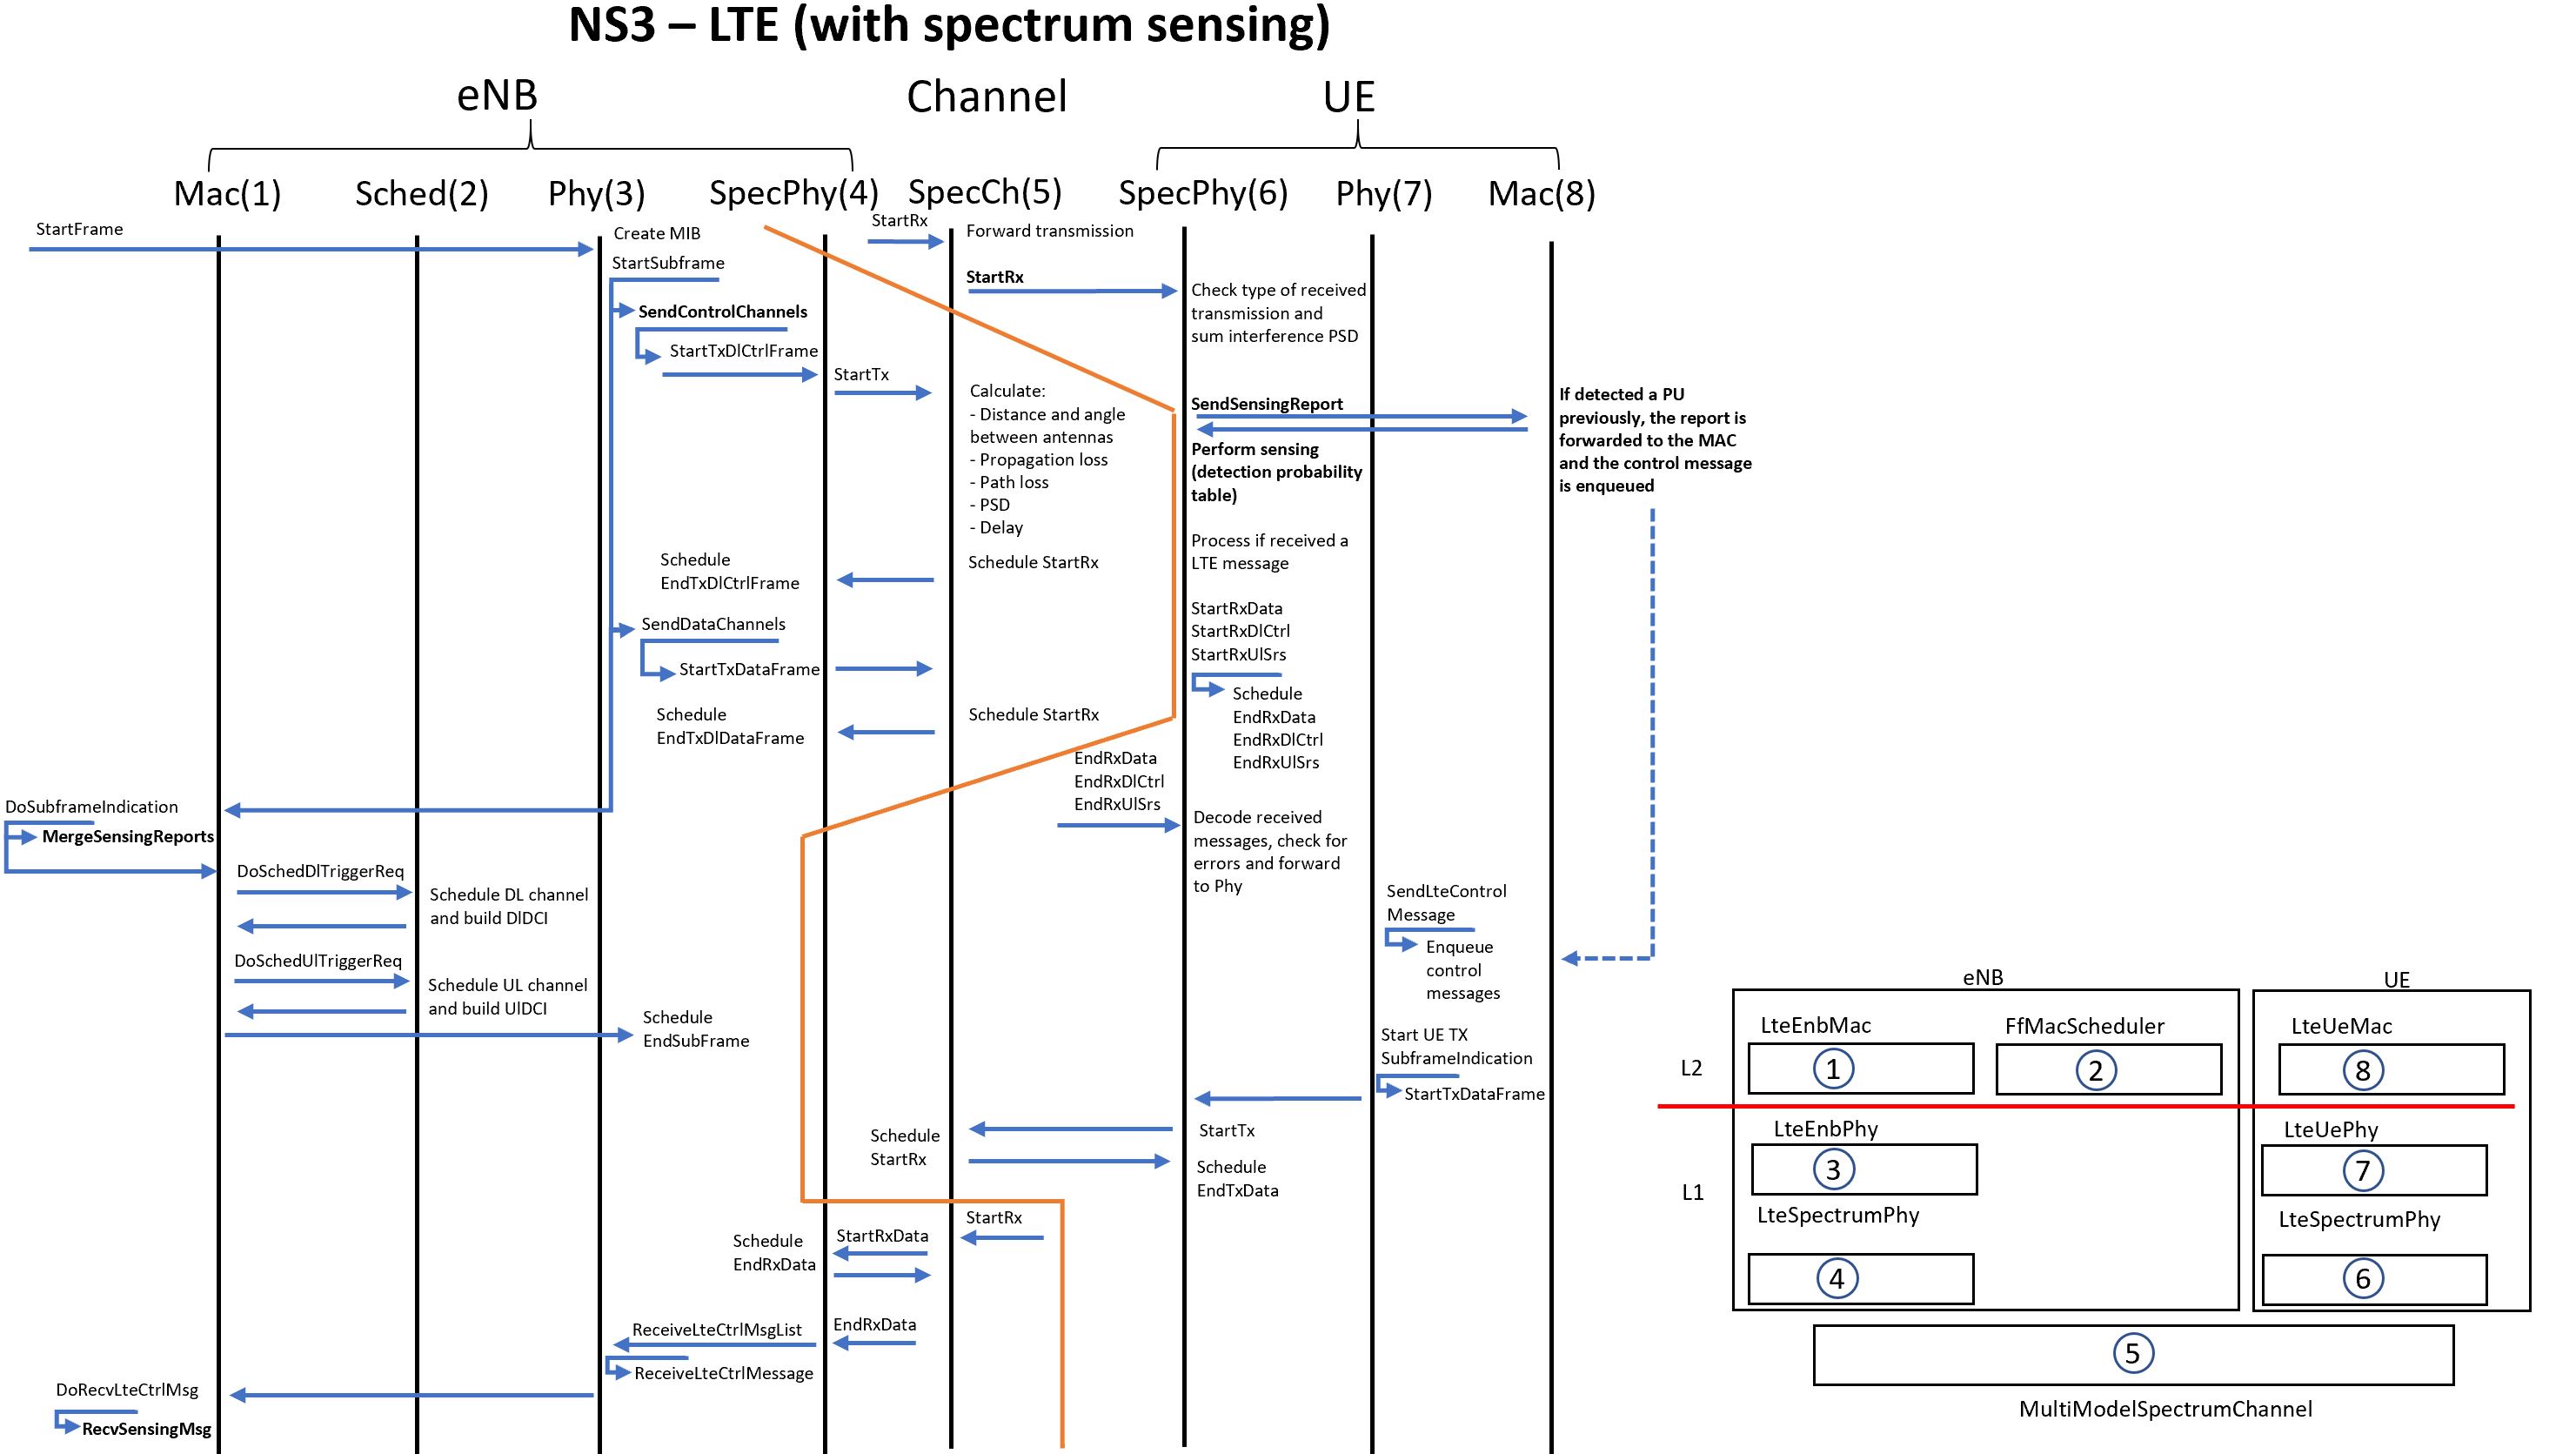 NS3 – LTE (with spectrum sensing)
eNB
Channel
UE
Mac(1)
Sched(2)
Phy(3)
SpecPhy(4)
SpecCh(5)
SpecPhy(6)
Phy(7)
Mac(8)
StartFrame
Create MIB
StartSubframe
SendControlChannels
StartTxDlCtrlFrame
StartTx
StartRx
Forward transmission
StartRx
Check type of received
transmission and
sum interference PSD
Calculate:
- Distance and angle
between antennas
- Propagation loss
- Path loss
- PSD
- Delay
SendSensingReport
Perform sensing
(detection probability
table)
If detected a PU
previously, the report is
forwarded to the MAC
and the control message
is enqueued
Process if received a
LTE message
Schedule
EndTxDlCtrlFrame
Schedule StartRx
StartRxData
StartRxDlCtrl
StartRxUlSrs
SendDataChannels
StartTxDataFrame
Schedule
EndRxData
EndRxDlCtrl
EndRxUlSrs
Schedule
EndTxDlDataFrame
Schedule StartRx
EndRxData
EndRxDlCtrl
EndRxUlSrs
Decode received
messages, check for
errors and forward
to Phy
DoSubframeIndication
MergeSensingReports
DoSchedDlTriggerReq
Schedule DL channel
and build DlDCI
DoSchedUlTriggerReq
Schedule UL channel
and build UlDCI
Schedule
EndSubFrame
SendLteControl
Message
Enqueue
control
messages
Start UE TX
SubframeIndication
StartTxDataFrame
StartTx
Schedule
StartRx
Schedule
EndTxData
StartRx
StartRxData
Schedule
EndRxData
EndRxData
ReceiveLteCtrlMsgList
ReceiveLteCtrlMessage
DoRecvLteCtrlMsg
RecvSensingMsg
eNB
UE
LteEnbMac
FfMacScheduler
LteUeMac
L2
1
2
8
LteEnbPhy
LteUePhy
3
7
L1
LteSpectrumPhy
LteSpectrumPhy
4
6
5
MultiModelSpectrumChannel